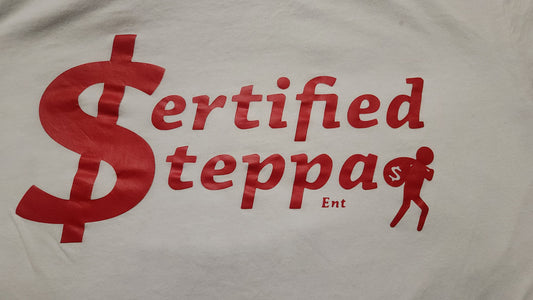 $ertified
$teppa
Ent
$